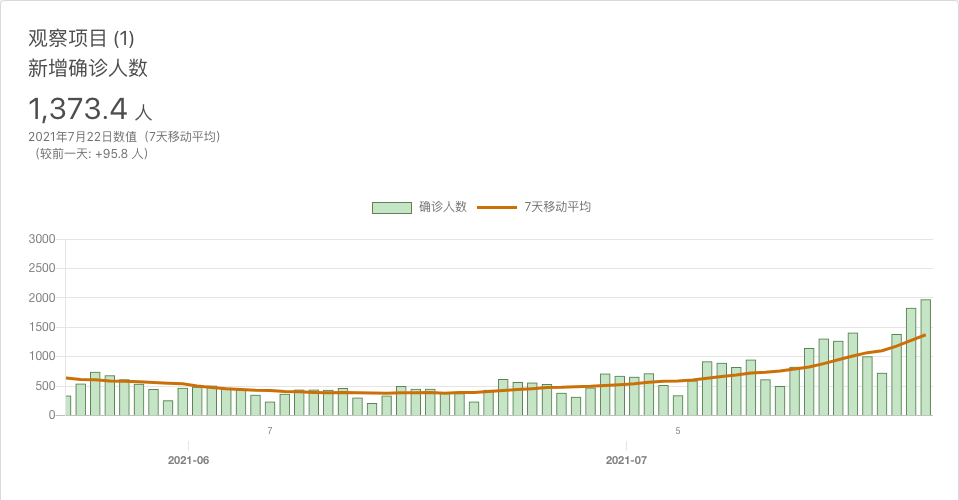 观察项目 (1)
新增确诊人数
1,373.4 人
2021年7月22日数值（7天移动平均）
（较前一天: +95.8 人）
确诊人数 7天移动平均
3000
2500
2000
1500
1000
500
0
7 5
2021-06 2021-07